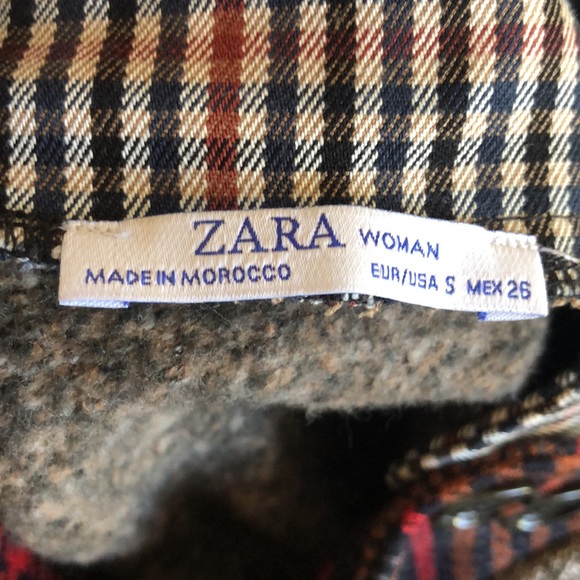 ZARA WOMAN
MADE IN MOROCCO EUR/USA S MEX 26